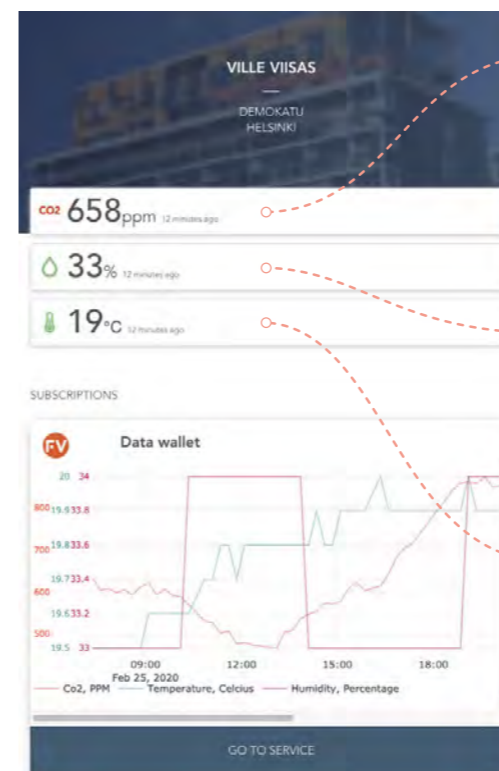 VILLE VIISAS
DEMOKATU
HELSINKI
CO2 658ppm 12 minutes ago
33% 12 minutes ago
19°C 12 minutes ago
SUBSCRIPTIONS
FV Data wallet
20 34
800 19.9 33.8
700 19.8 33.6
19.7 33.4
600
19.6 33.2
500
19.5 33
09:00 12:00 15:00 18:00
Feb 25, 2020
Co2, PPM Temperature, Celcius Humidity, Percentage
GO TO SERVICE